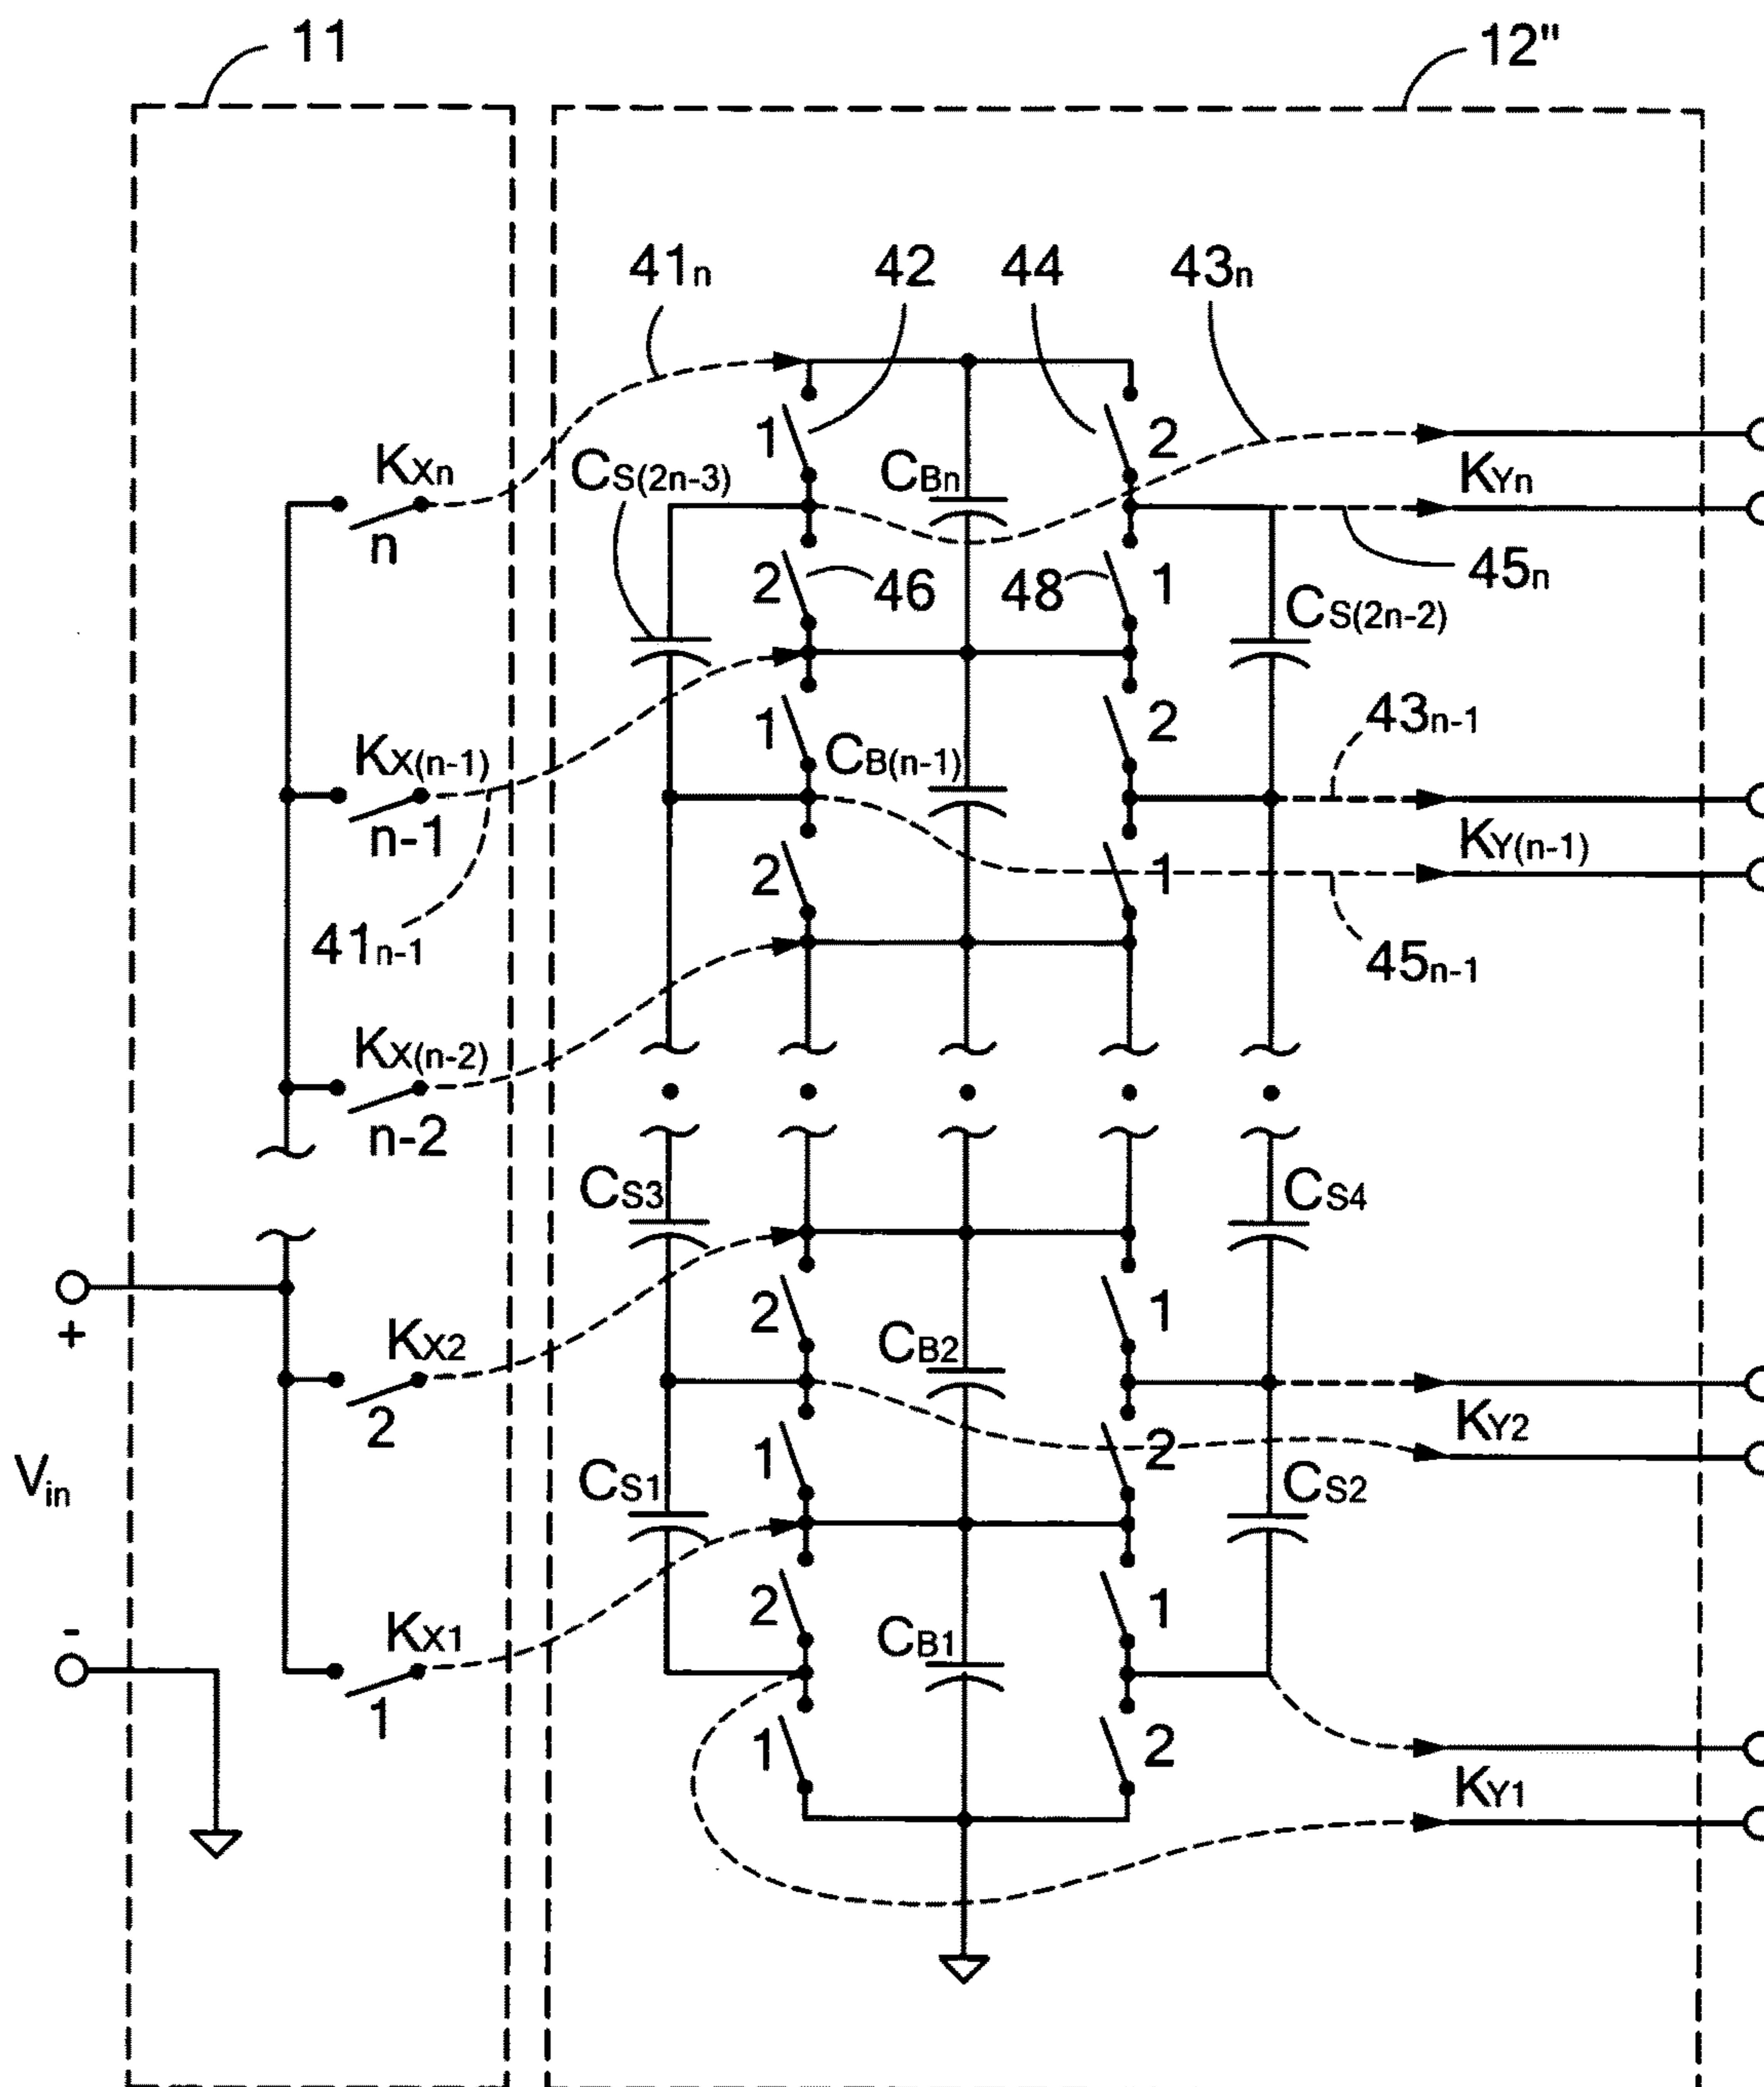 11
12"
41n
42
44
43n
KXn
n
CS(2n-3)
1
CBn
2
KYn
45n
2
46
48
1
CS(2n-2)
KX(n-1)
n-1
41n-1
1
CB(n-1)
2
43n-1
KY(n-1)
2
1
45n-1
KX(n-2)
n-2
CS3
CS4
+
KX2
2
2
CB2
1
KY2
Vin
CS1
1
2
CS2
-
KX1
1
2
CB1
1
1
2
KY1